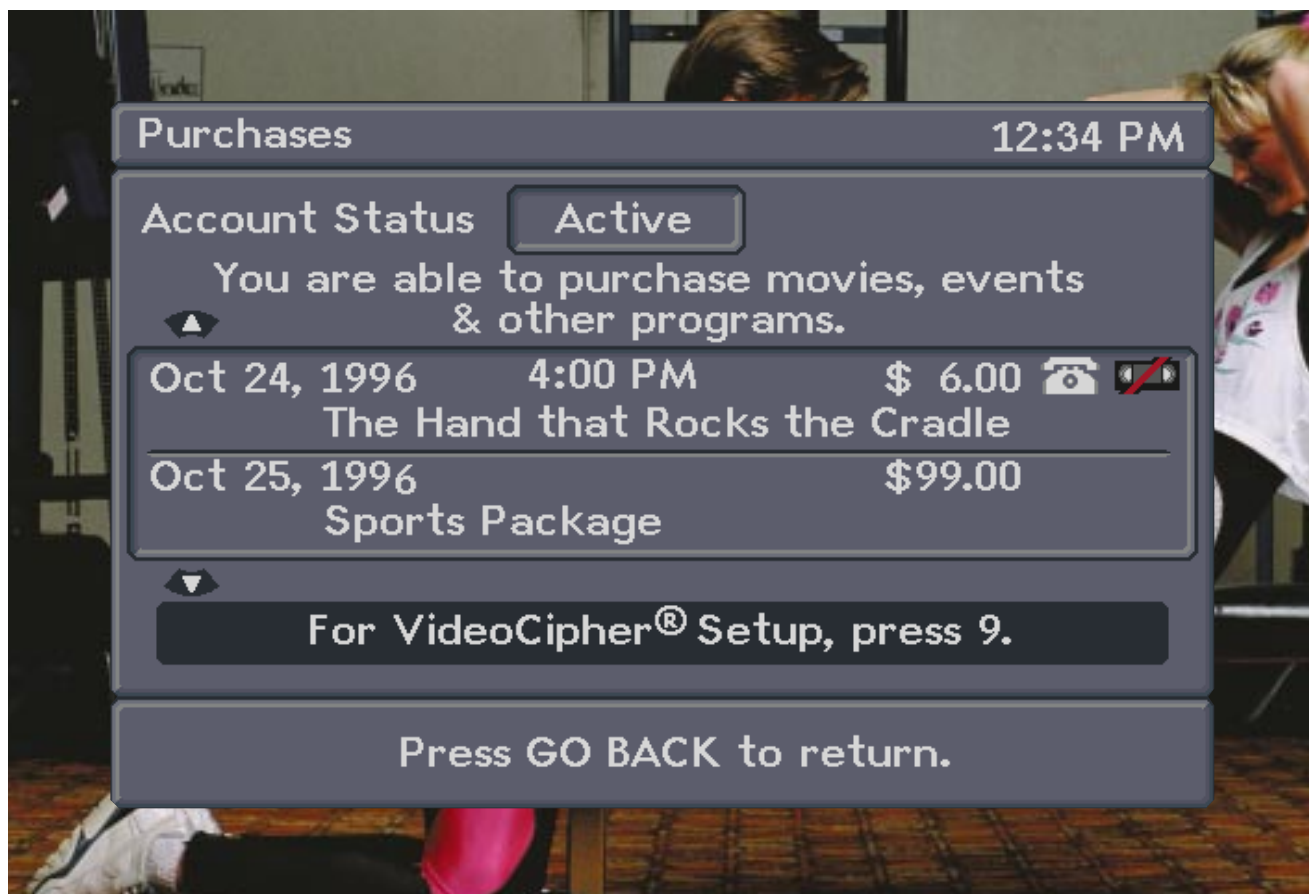 Purchases 12:34 PM
Account Status Active
You are able to purchase movies, events
& other programs.
Oct 24, 1996 4:00 PM $ 6.00
The Hand that Rocks the Cradle
Oct 25, 1996 $99.00
Sports Package
For VideoCipher® Setup, press 9.
Press GO BACK to return.